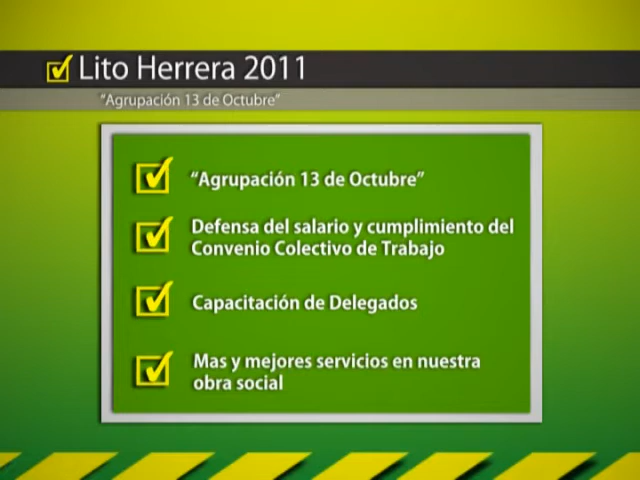 Lito Herrera 2011
“Agrupación 13 de Octubre”
“Agrupación 13 de Octubre”
Defensa del salario y cumplimiento del
Convenio Colectivo de Trabajo
Capacitación de Delegados
Mas y mejores servicios en nuestra
obra social